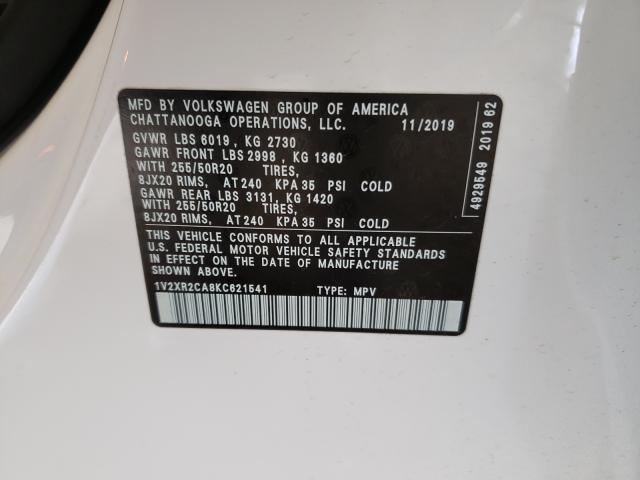 MFD BY VOLKSWAGEN GROUP OF AMERICA
CHATTANOOGA OPERATIONS, LLC. 11/2019
GVWR LBS 6019 , KG 2730
GAWR FRONT LBS 2998 , KG 1360
WITH 255/50R20 TIRES,
8JX20 RIMS, AT 240 KPA 35 PSI COLD
GAWR REAR LBS 3131, KG 1420
WITH 255/50R20 TIRES,
8JX20 RIMS, AT 240 KPA 35 PSI COLD
THIS VEHICLE CONFORMS TO ALL APPLICABLE
U.S. FEDERAL MOTOR VEHICLE SAFETY STANDARDS
IN EFFECT ON THE DATE OF MANUFACTURE
SHOWN ABOVE.
1V2XR2CA8KC621541 TYPE: MPV
4929549 2019 62